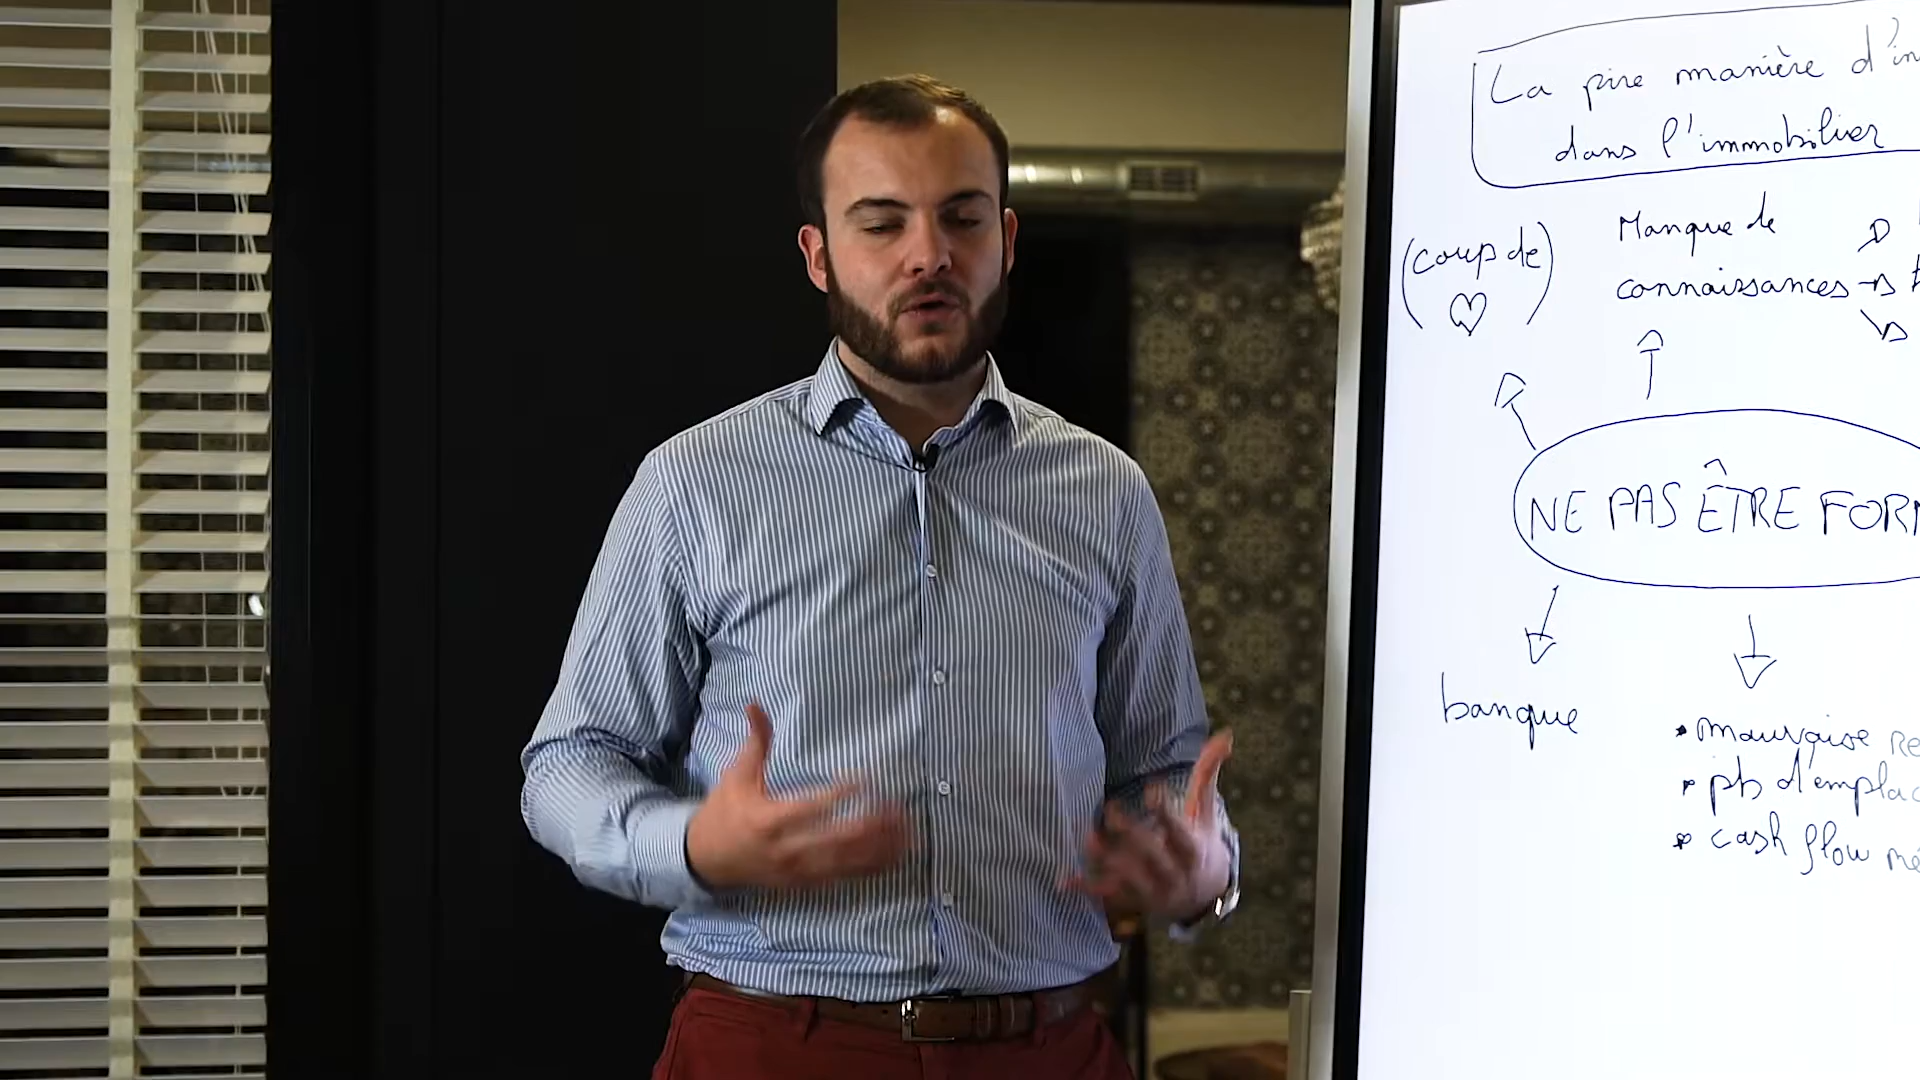 La pire manière d'in
dans l'immobilier
(coup de
♡)
Manque de
connaissances
NE PAS ÊTRE FORM
banque
• mauvaise re
• pb d'emplac
• cash flow né